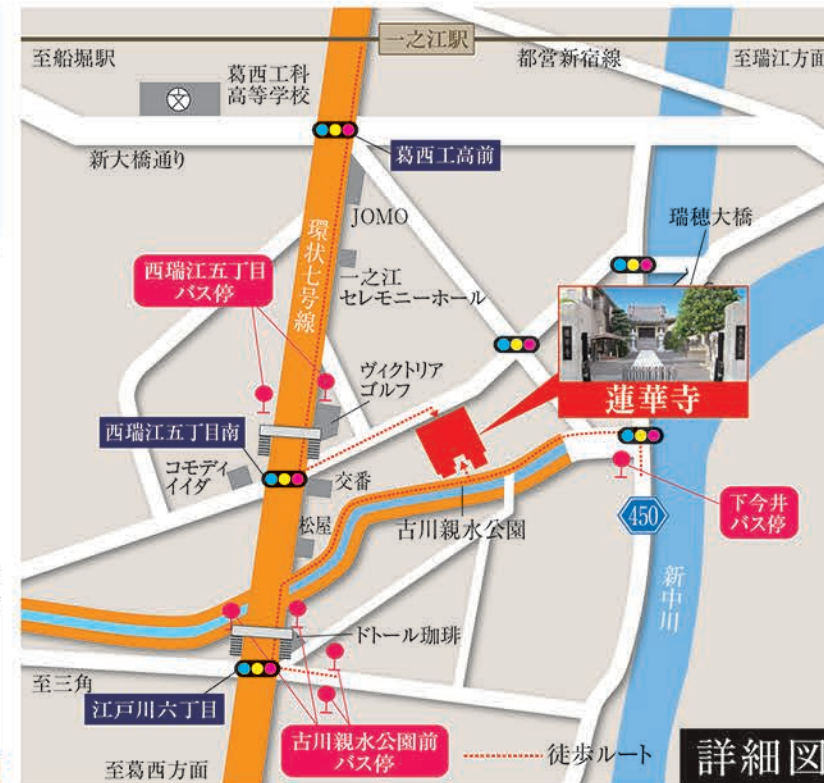 一之江駅
至船堀駅
都営新宿線
至瑞江方面
葛西工科
高等学校
文
新大橋通り
葛西工高前
JOMO
瑞穂大橋
環状七号線
西瑞江五丁目
バス停
一之江
セレモニーホール
ヴィクトリア
ゴルフ
蓮華寺
西瑞江五丁目南
コモディ
イイダ
交番
松屋
古川親水公園
下今井
バス停
450
新中川
ドトール珈琲
至三角
江戸川六丁目
古川親水公園前
バス停
徒歩ルート
至葛西方面
詳細図